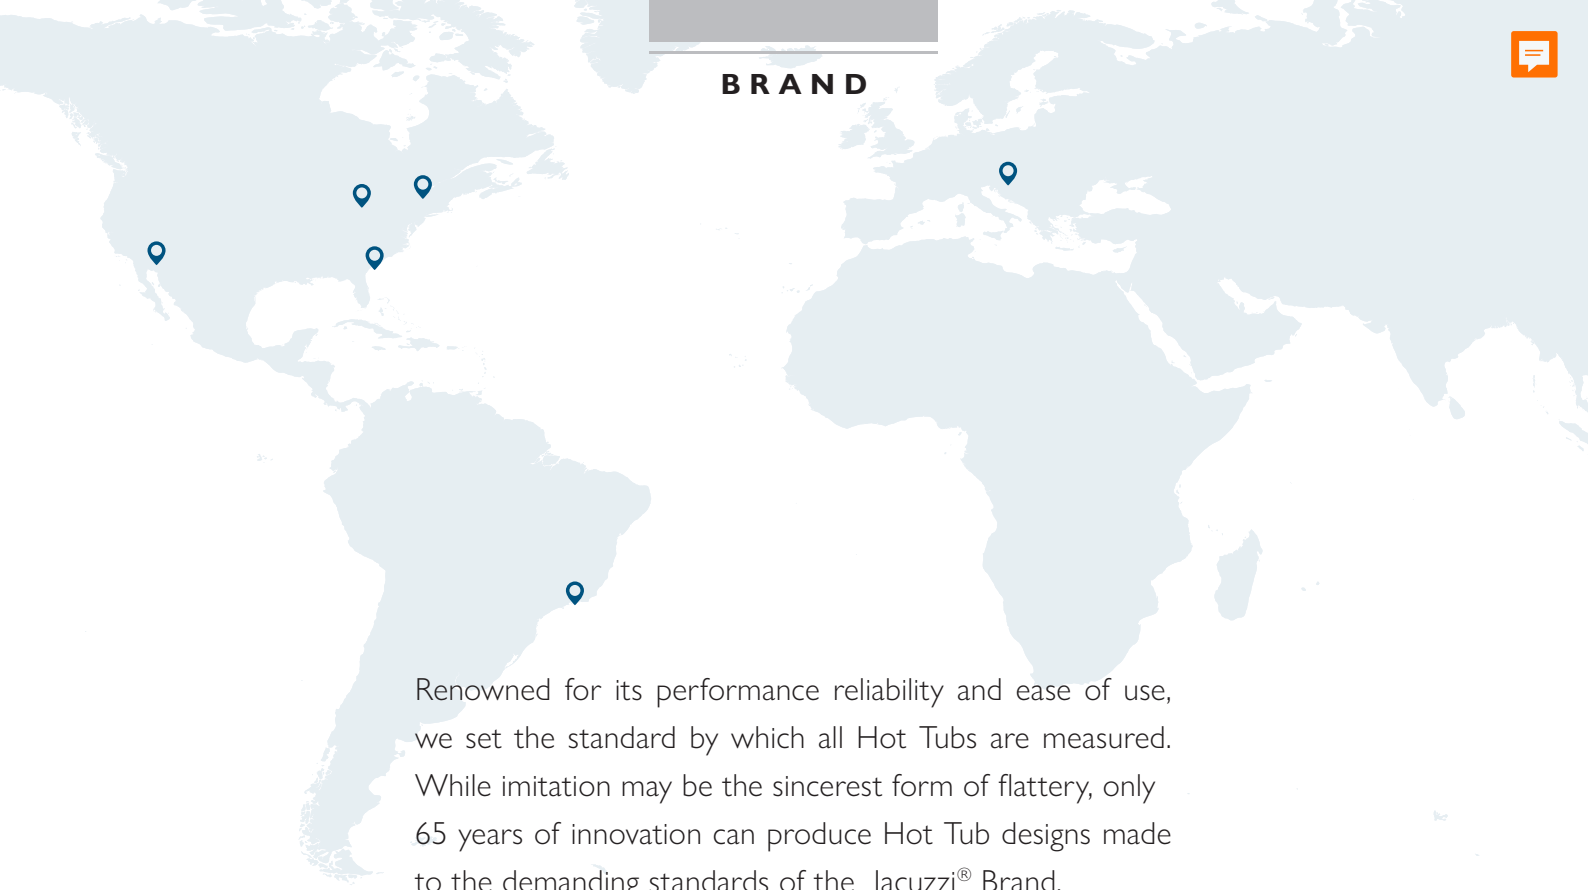 BRAND
Renowned for its performance reliability and ease of use,
we set the standard by which all Hot Tubs are measured.
While imitation may be the sincerest form of flattery, only
65 years of innovation can produce Hot Tub designs made
to the demanding standards of the Jacuzzi® Brand.